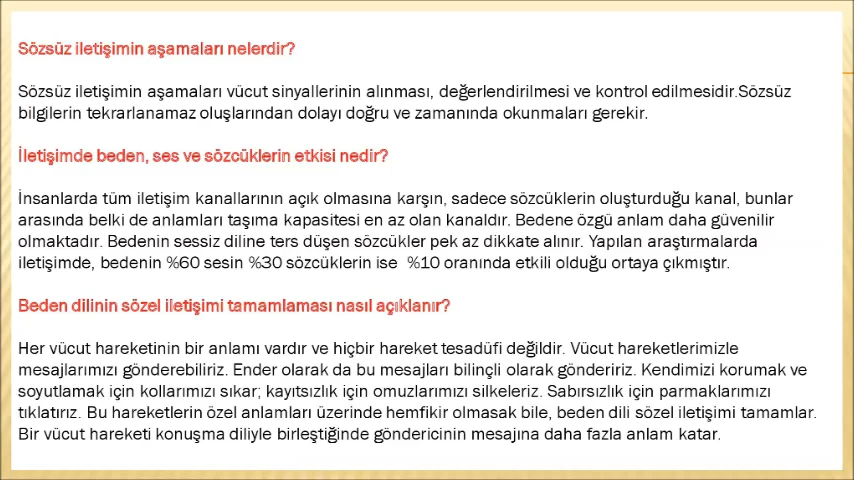 Sözsüz iletişimin aşamaları nelerdir?
Sözsüz iletişimin aşamaları vücut sinyallerinin alınması, değerlendirilmesi ve kontrol edilmesidir.Sözsüz
bilgilerin tekrarlanamaz oluşlarından dolayı doğru ve zamanında okunmaları gerekir.
İletişimde beden, ses ve sözcüklerin etkisi nedir?
İnsanlarda tüm iletişim kanallarının açık olmasına karşın, sadece sözcüklerin oluşturduğu kanal, bunlar
arasında belki de anlamları taşıma kapasitesi en az olan kanaldır. Bedene özgü anlam daha güvenilir
olmaktadır. Bedenin sessiz diline ters düşen sözcükler pek az dikkate alınır. Yapılan araştırmalarda
iletişimde, bedenin %60 sesin %30 sözcüklerin ise %10 oranında etkili olduğu ortaya çıkmıştır.
Beden dilinin sözel iletişimi tamamlaması nasıl açıklanır?
Her vücut hareketinin bir anlamı vardır ve hiçbir hareket tesadüfi değildir. Vücut hareketlerimizle
mesajlarımızı gönderebiliriz. Ender olarak da bu mesajları bilinçli olarak göndeririz. Kendimizi korumak ve
soyutlamak için kollarımızı sıkar; kayıtsızlık için omuzlarımızı silkeleriz. Sabırsızlık için parmaklarımızı
tıklatırız. Bu hareketlerin özel anlamları üzerinde hemfikir olmasak bile, beden dili sözel iletişimi tamamlar.
Bir vücut hareketi konuşma diliyle birleştiğinde göndericinin mesajına daha fazla anlam katar.